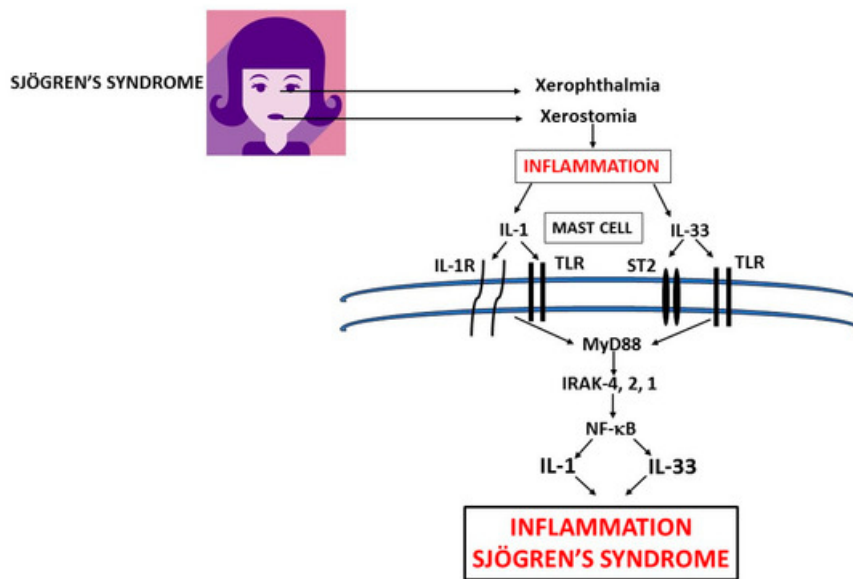 SJÖGREN'S SYNDROME
Xerophthalmia
Xerostomia
INFLAMMATION
IL-1
MAST CELL
IL-33
IL-1R
TLR
ST2
TLR
MyD88
IRAK-4, 2, 1
NF-κB
IL-1
IL-33
INFLAMMATION
SJÖGREN'S SYNDROME